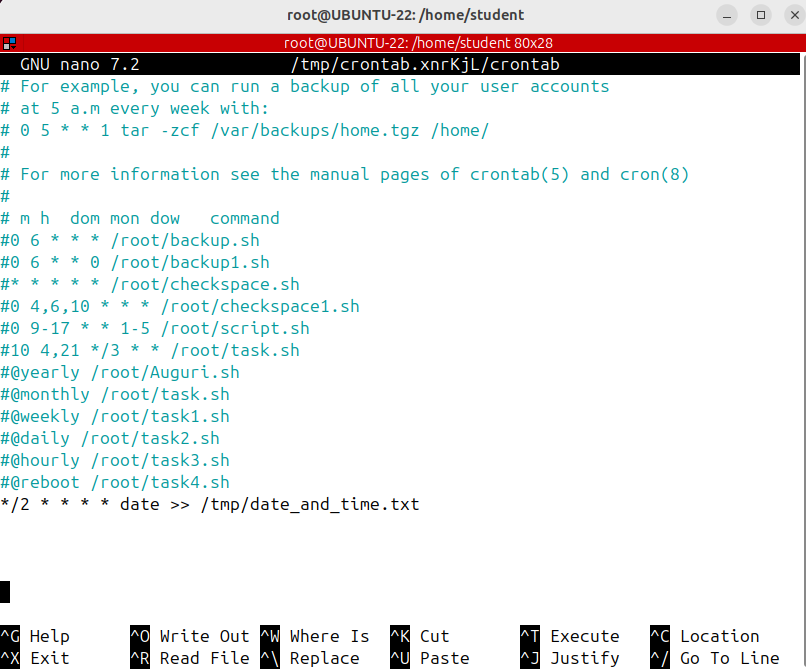 root@UBUNTU-22: /home/student
root@UBUNTU-22: /home/student 80x28
GNU nano 7.2 /tmp/crontab.xnrKjL/crontab
# For example, you can run a backup of all your user accounts
# at 5 a.m every week with:
# 0 5 * * 1 tar -zcf /var/backups/home.tgz /home/
#
# For more information see the manual pages of crontab(5) and cron(8)
#
# m h  dom mon dow   command
#0 6 * * * /root/backup.sh
#0 6 * * 0 /root/backup1.sh
#* * * * * /root/checkspace.sh
#0 4,6,10 * * * /root/checkspace1.sh
#0 9-17 * * 1-5 /root/script.sh
#10 4,21 */3 * * /root/task.sh
#@yearly /root/Auguri.sh
#@monthly /root/task.sh
#@weekly /root/task1.sh
#@daily /root/task2.sh
#@hourly /root/task3.sh
#@reboot /root/task4.sh
*/2 * * * * date >> /tmp/date_and_time.txt
^G Help ^O Write Out ^W Where Is ^K Cut ^T Execute ^C Location
^X Exit ^R Read File ^\ Replace ^U Paste ^J Justify ^/ Go To Line